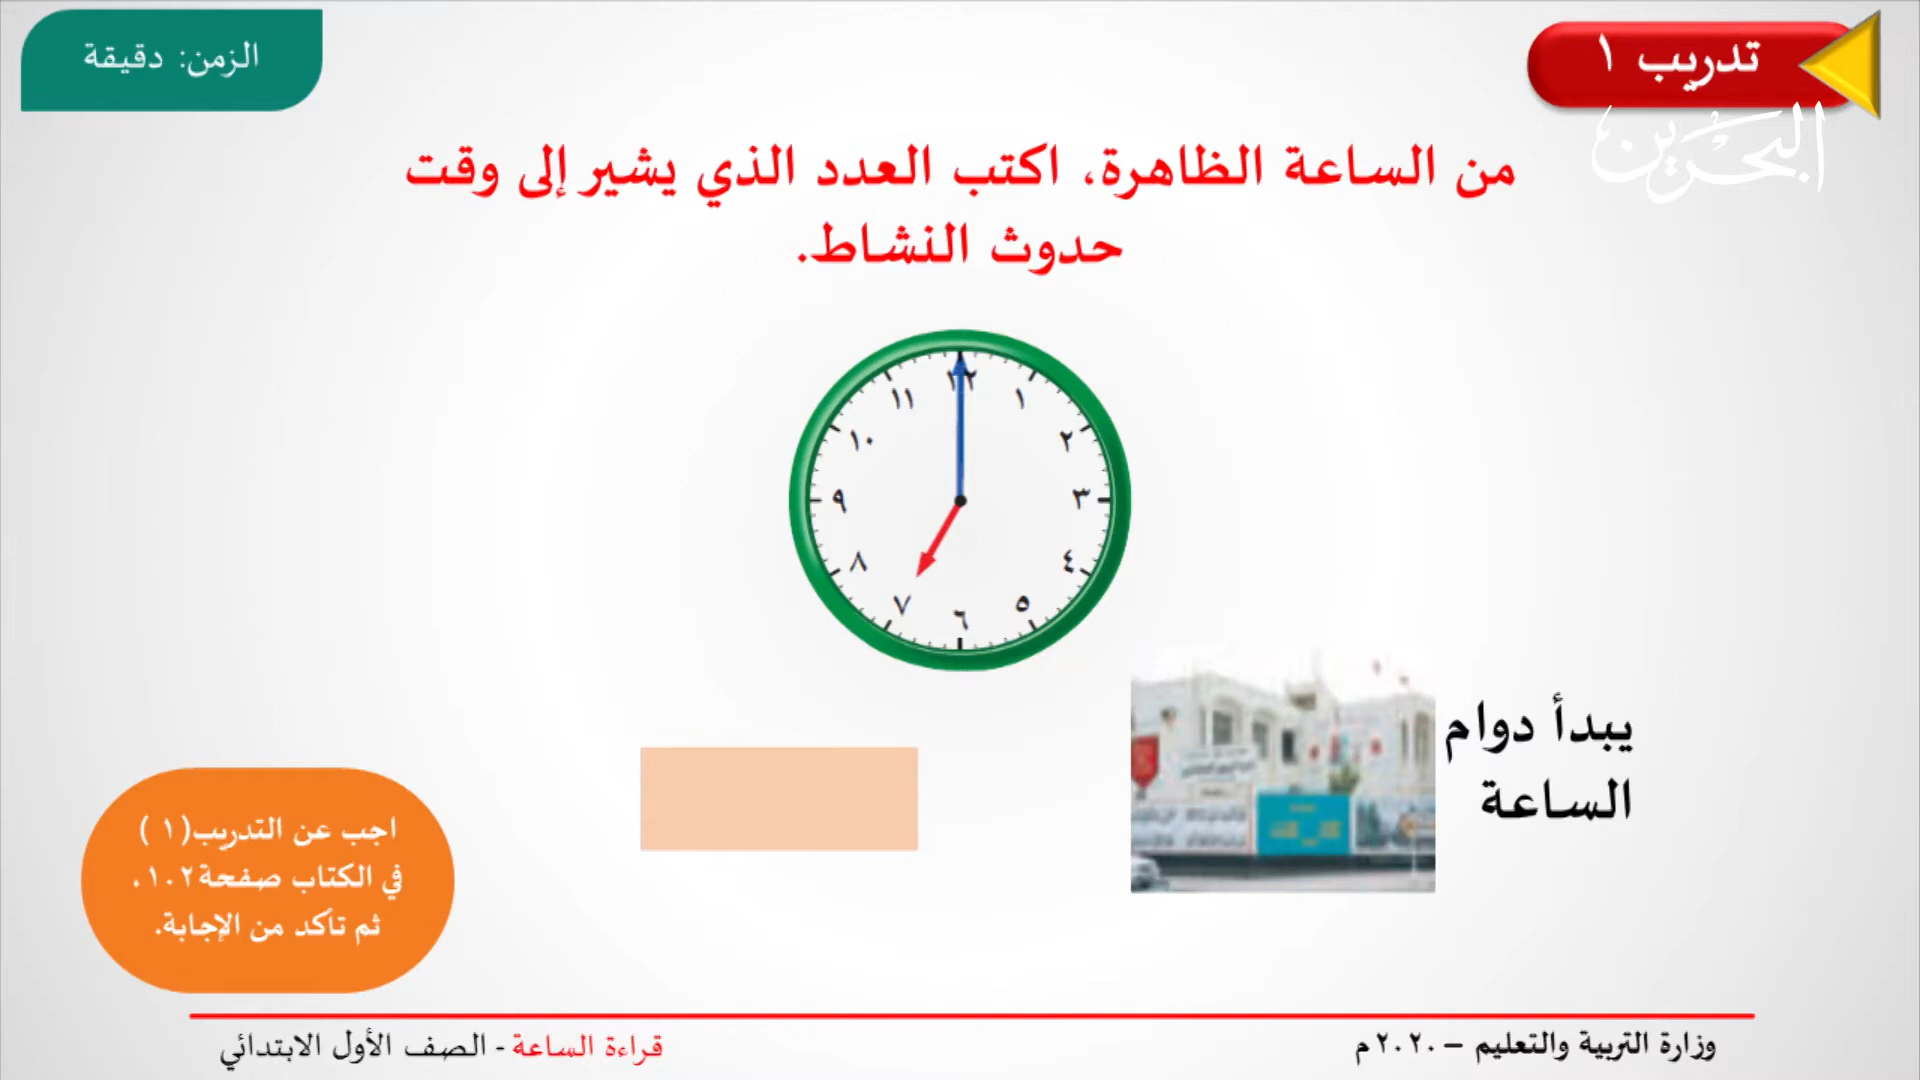 تدريب ١
الزمن: دقيقة
البحرين
من الساعة الظاهرة، اكتب العدد الذي يشير إلى وقت
حدوث النشاط.
١٢
١
٢
٣
٤
٥
٦
٧
٨
٩
١٠
١١
يبدأ دوام
الساعة
اجب عن التدريب(١ )
في الكتاب صفحة١٠٢،
ثم تأكد من الإجابة.
وزارة التربية والتعليم – ٢٠٢٠م
قراءة الساعة - الصف الأول الابتدائي